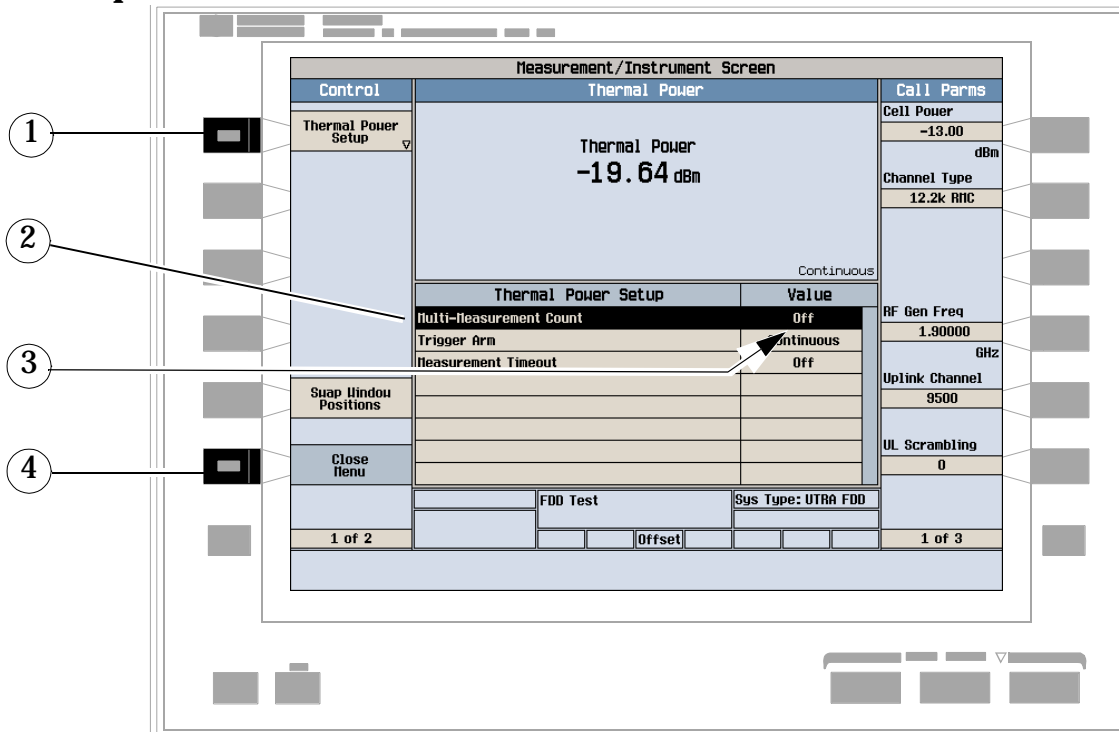 Measurement/Instrument Screen
Control
Thermal Power
Call Parms
1
Thermal Power
Setup
Thermal Power
-19.64 dBm
Continuous
Cell Power
-13.00
dBm
Channel Type
12.2k RMC
2
Thermal Power Setup
Value
Multi-Measurement Count
Off
Trigger Arm
Continuous
Measurement Timeout
Off
RF Gen Freq
1.90000
GHz
3
Swap Window
Positions
Uplink Channel
9500
4
Close
Menu
UL Scrambling
0
FDD Test
Sys Type: UTRA FDD
1 of 2
Offset
1 of 3